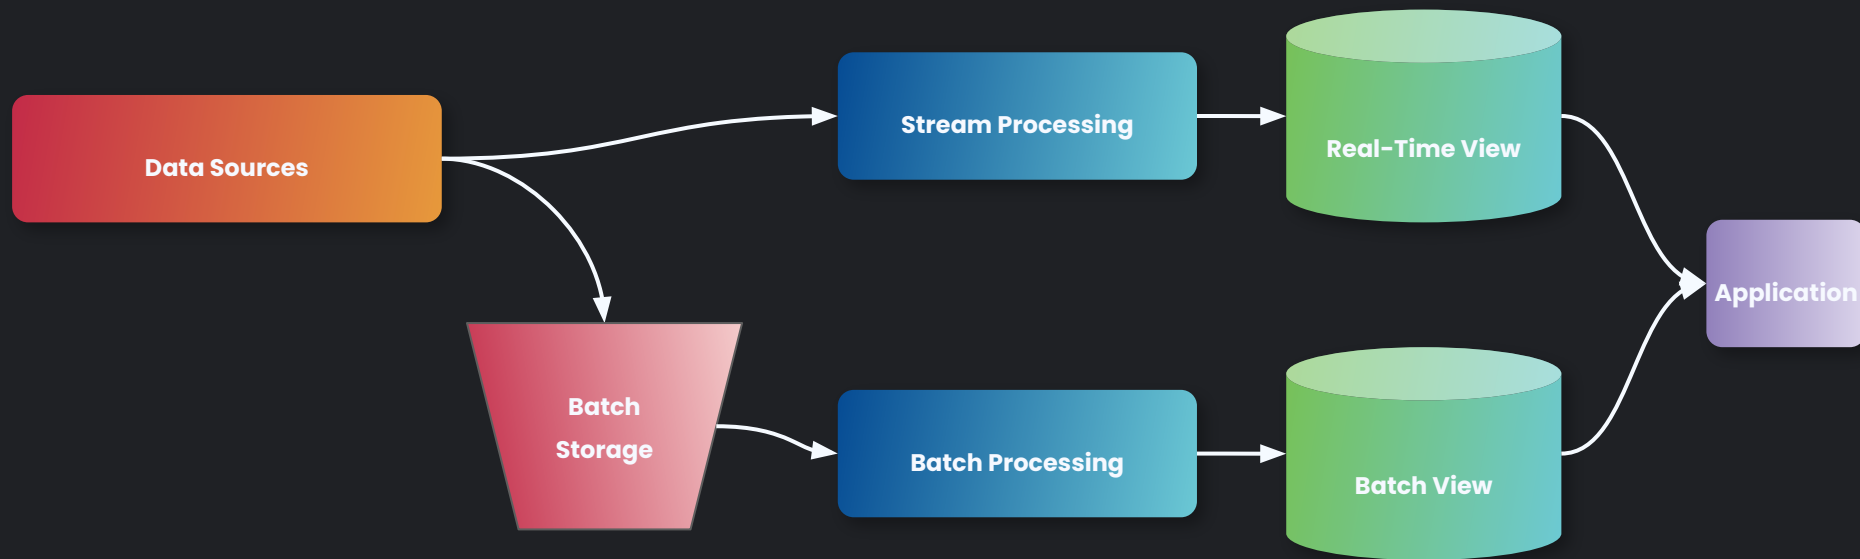 Data Sources
Stream Processing
Real-Time View
Application
Batch
Storage
Batch Processing
Batch View